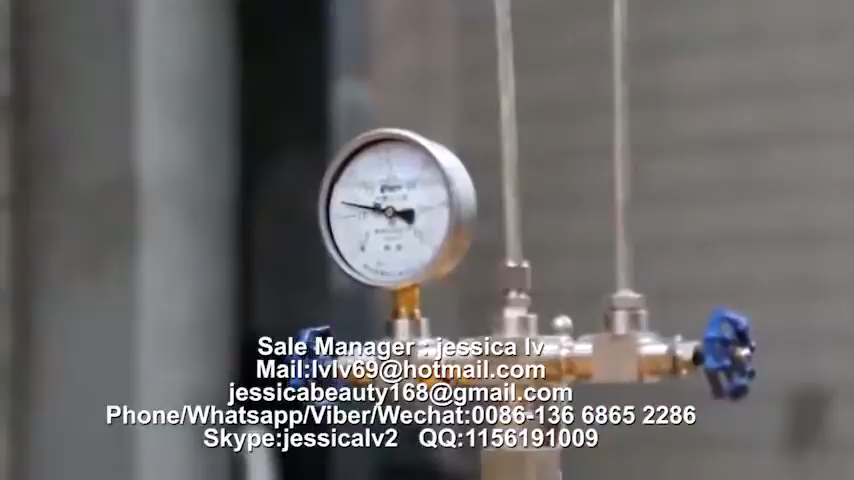 Sale Manager : jessica lv
Mail:lvlv69@hotmail.com
jessicabeauty168@gmail.com
Phone/Whatsapp/Viber/Wechat:0086-136 6865 2286
Skype:jessicalv2 QQ:1156191009